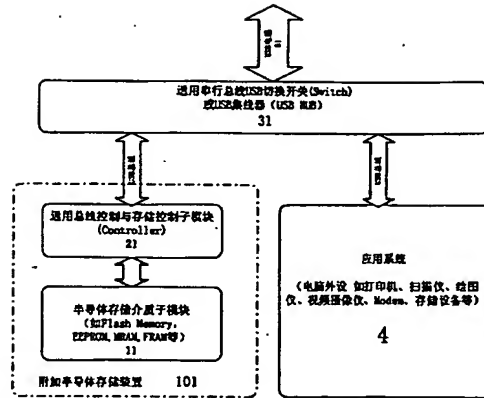 通用串行总线USB切换开关(Switch)
或USB集线器(USB HUB)
31
通用总线控制与存储控制子模块
(Controller)
21
半导体存储介质子模块
(如Flash Memory,
EEPROM,MRAM,FRAM等)
11
附加半导体存储装置 101
应用系统
(电脑外设 如打印机、扫描仪、绘图
仪、视频图像仪、Modem、存储设备等)
4